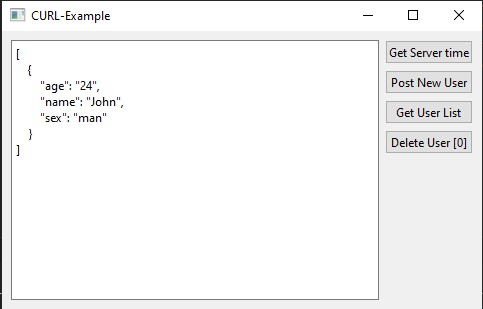 CURL-Example
[
    {
        "age": "24",
        "name": "John",
        "sex": "man"
    }
]
Get Server time
Post New User
Get User List
Delete User [0]